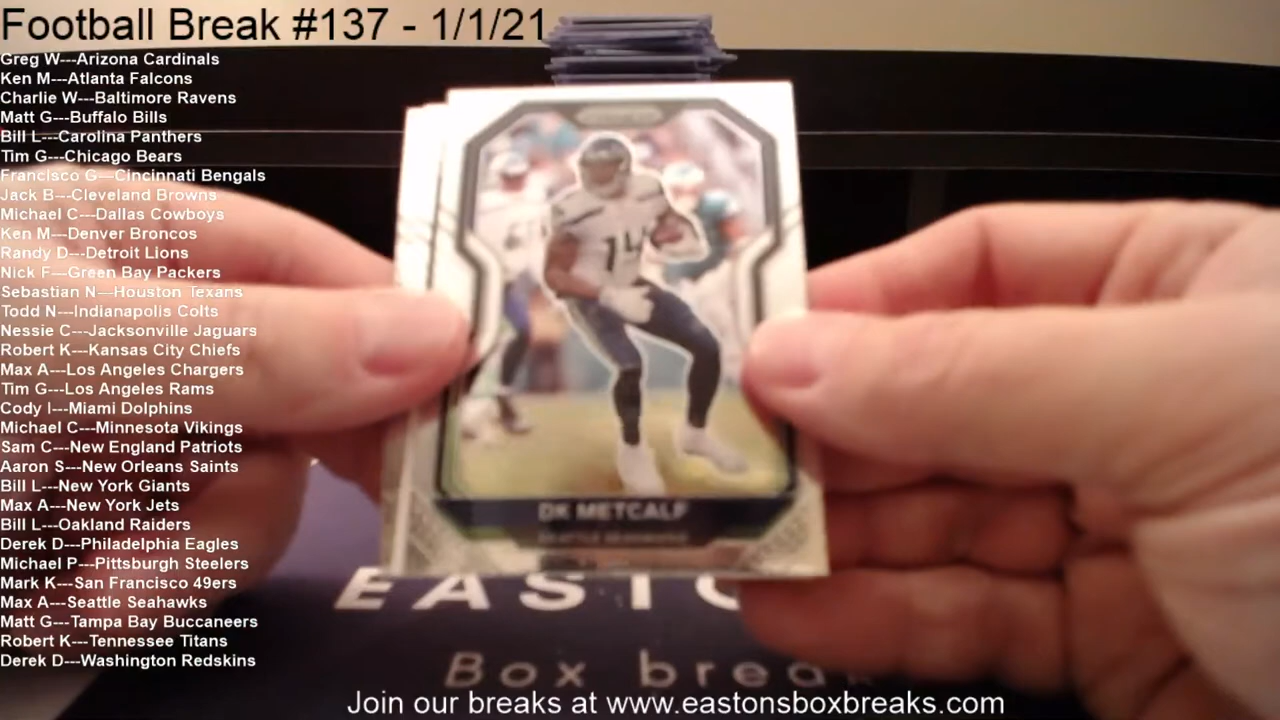 Football Break #137 - 1/1/21
Greg W---Arizona Cardinals
Ken M---Atlanta Falcons
Charlie W---Baltimore Ravens
Matt G---Buffalo Bills
Bill L---Carolina Panthers
Tim G---Chicago Bears
Francisco G---Cincinnati Bengals
Jack B---Cleveland Browns
Michael C---Dallas Cowboys
Ken M---Denver Broncos
Randy D---Detroit Lions
Nick F---Green Bay Packers
Sebastian N---Houston Texans
Todd N---Indianapolis Colts
Nessie C---Jacksonville Jaguars
Robert K---Kansas City Chiefs
Max A---Los Angeles Chargers
Tim G---Los Angeles Rams
Cody I---Miami Dolphins
Michael C---Minnesota Vikings
Sam C---New England Patriots
Aaron S---New Orleans Saints
Bill L---New York Giants
Max A---New York Jets
Bill L---Oakland Raiders
Derek D---Philadelphia Eagles
Michael P---Pittsburgh Steelers
Mark K---San Francisco 49ers
Max A---Seattle Seahawks
Matt G---Tampa Bay Buccaneers
Robert K---Tennessee Titans
Derek D---Washington Redskins
14
DK METCALF
SEATTLE SEAHAWKS
EASTO
Box brea
Join our breaks at www.eastonsboxbreaks.com